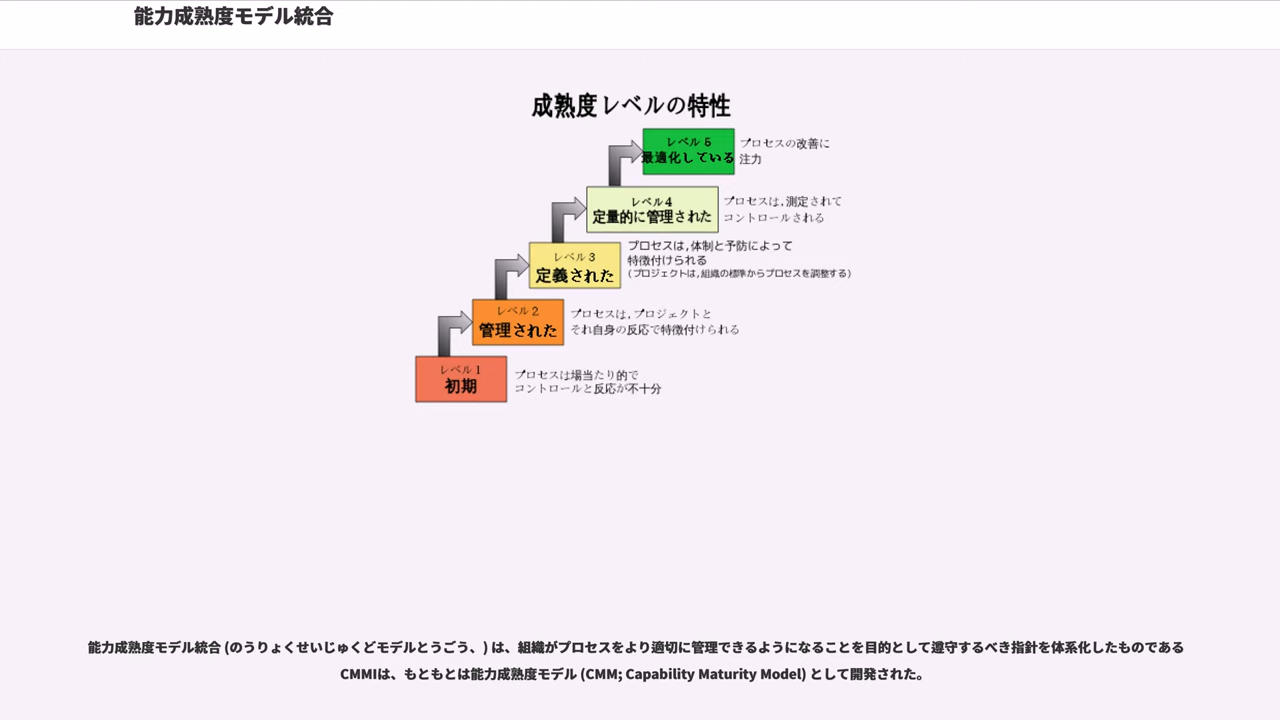 能力成熟度モデル統合
成熟度レベルの特性
レベル 5
最適化している
プロセスの改善に
注力
レベル 4
定量的に管理された
プロセスは,測定されて
コントロールされる
レベル 3
定義された
プロセスは,体制と予防によって
特徴付けられる
(プロジェクトは,組織の標準からプロセスを調整する)
レベル 2
管理された
プロセスは,プロジェクトと
それ自身の反応で特徴付けられる
レベル 1
初期
プロセスは場当たり的で
コントロールと反応が不十分
能力成熟度モデル統合 (のうりょくせいじゅくどモデルとうごう、) は、組織がプロセスをより適切に管理できるようになることを目的として遵守するべき指針を体系化したものである
CMMIは、もともとは能力成熟度モデル (CMM; Capability Maturity Model) として開発された。